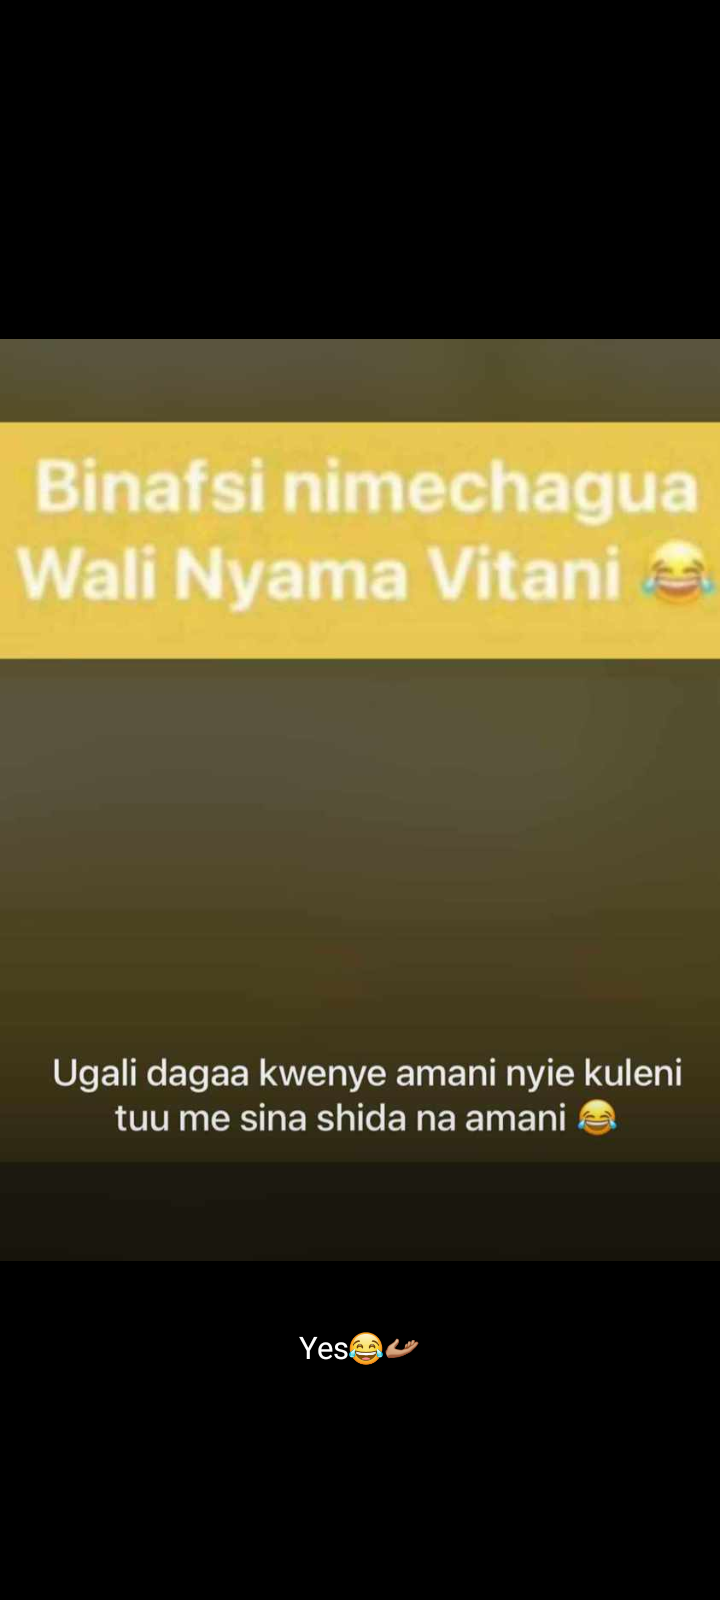 Binafsi nimechagua
Wali Nyama Vitani 😂
Ugali dagaa kwenye amani nyie kuleni
tuu me sina shida na amani 😂
Yes😂🫴🏽